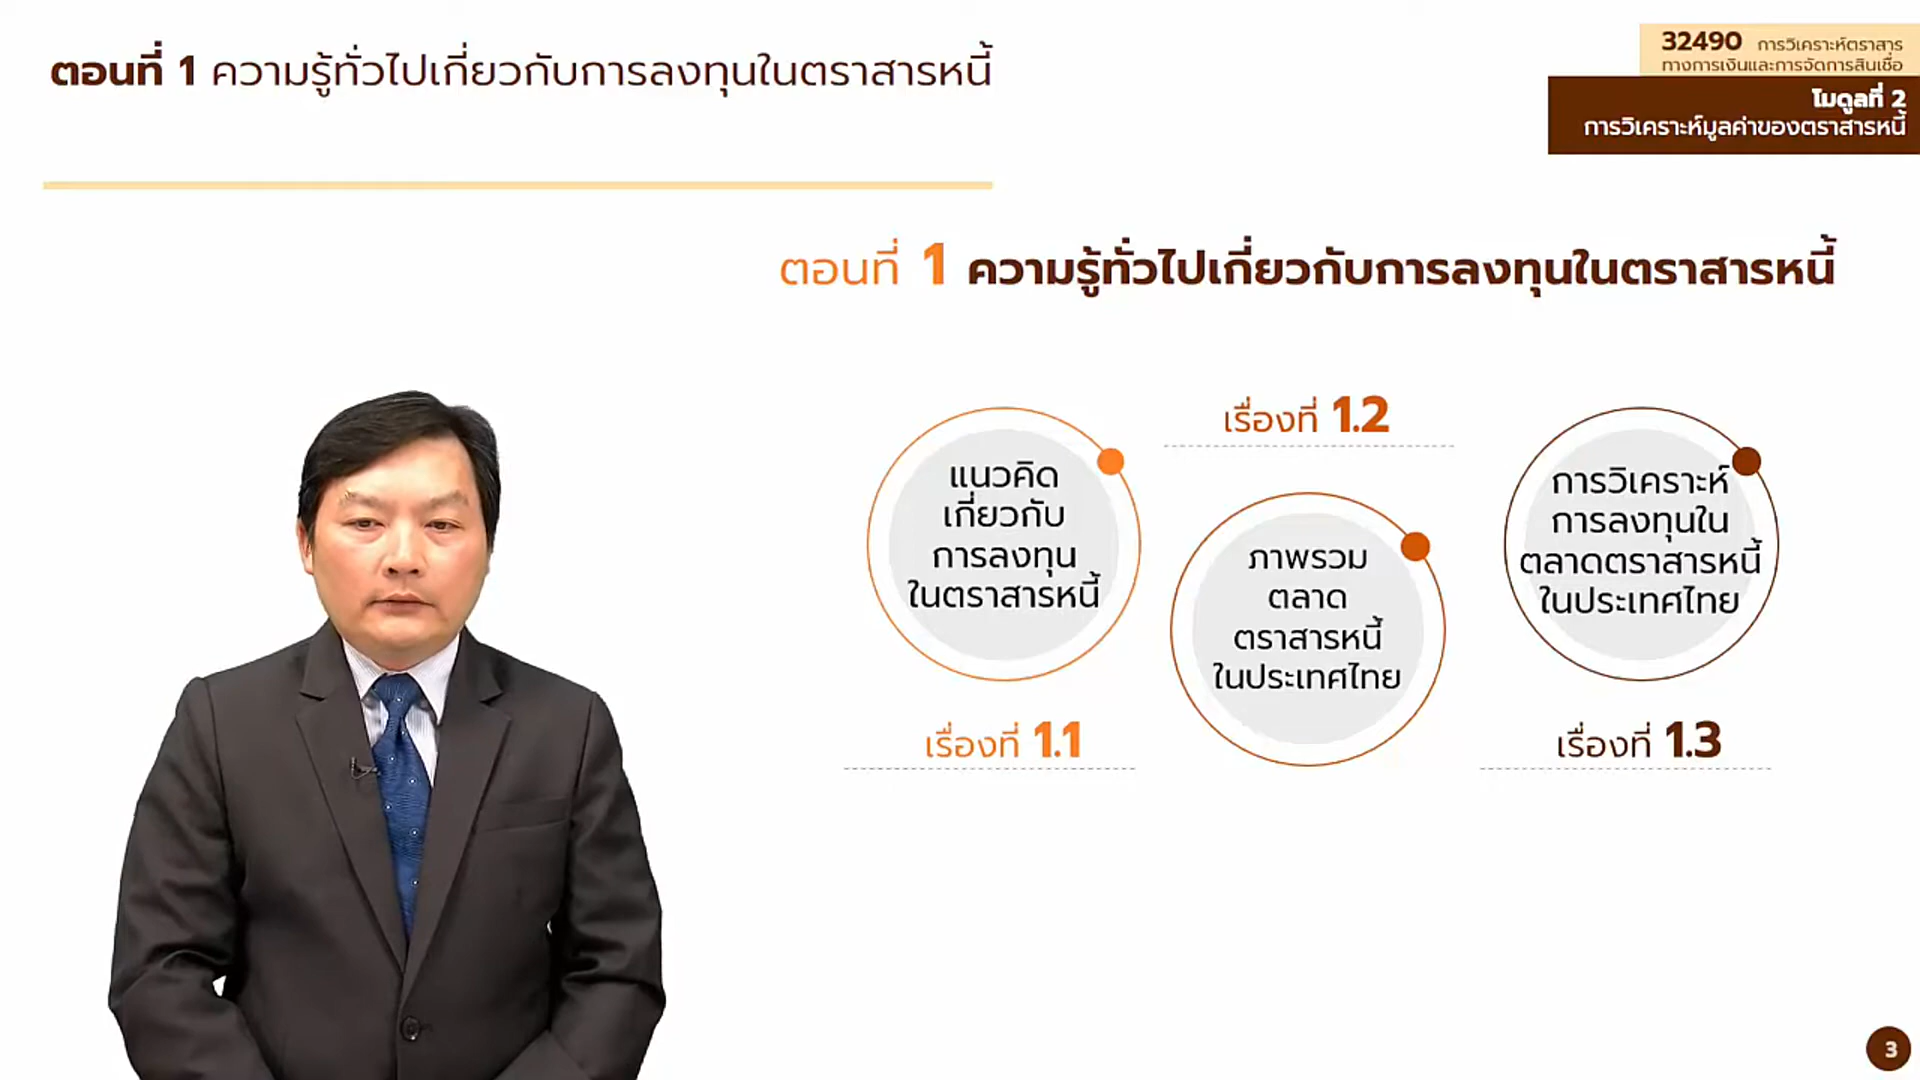 ตอนที่ 1 ความรู้ทั่วไปเกี่ยวกับการลงทุนในตราสารหนี้
32490 การวิเคราะห์ตราสาร
ทางการเงินและการจัดการสินเชื่อ
โมดูลที่ 2
การวิเคราะห์มูลค่าของตราสารหนี้
ตอนที่ 1 ความรู้ทั่วไปเกี่ยวกับการลงทุนในตราสารหนี้
แนวคิด
เกี่ยวกับ
การลงทุน
ในตราสารหนี้
เรื่องที่ 1.1
เรื่องที่ 1.2
ภาพรวม
ตลาด
ตราสารหนี้
ในประเทศไทย
การวิเคราะห์
การลงทุนใน
ตลาดตราสารหนี้
ในประเทศไทย
เรื่องที่ 1.3
3